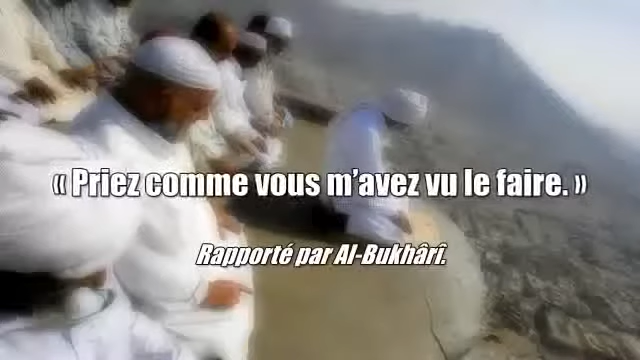 « Priez comme vous m’avez vu le faire. »
Rapporté par Al-Bukhârî.